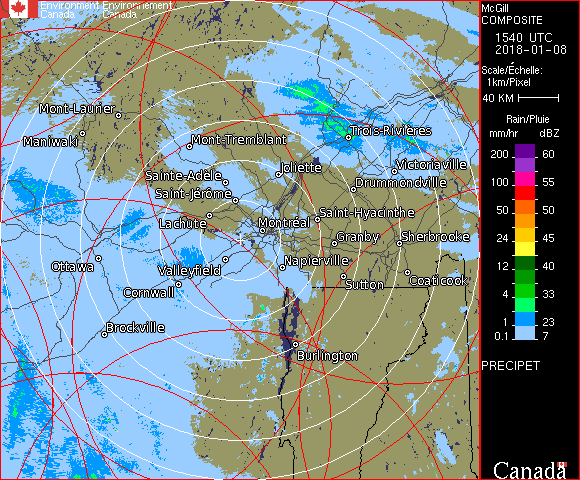 Environment Environnement
Canada Canada
McGill
COMPOSITE
1540 UTC
2018-01-08
Scale/Échelle:
1km/Pixel
40 KM
Rain/Pluie
mm/hr dBZ
200 60
100 55
50 50
24 45
12 40
4 33
1 23
0.1 7
PRECIPET
Canada
Mont-Laurier
Maniwaki
Mont-Tremblant
Trois-Rivières
Joliette
Victoriaville
Sainte-Adèle
Drummondville
Saint-Jérôme
Saint-Hyacinthe
Lachute
Montréal
Granby
Sherbrooke
Ottawa
Valleyfield
Napierville
Sutton
Coaticook
Cornwall
Brockville
Burlington